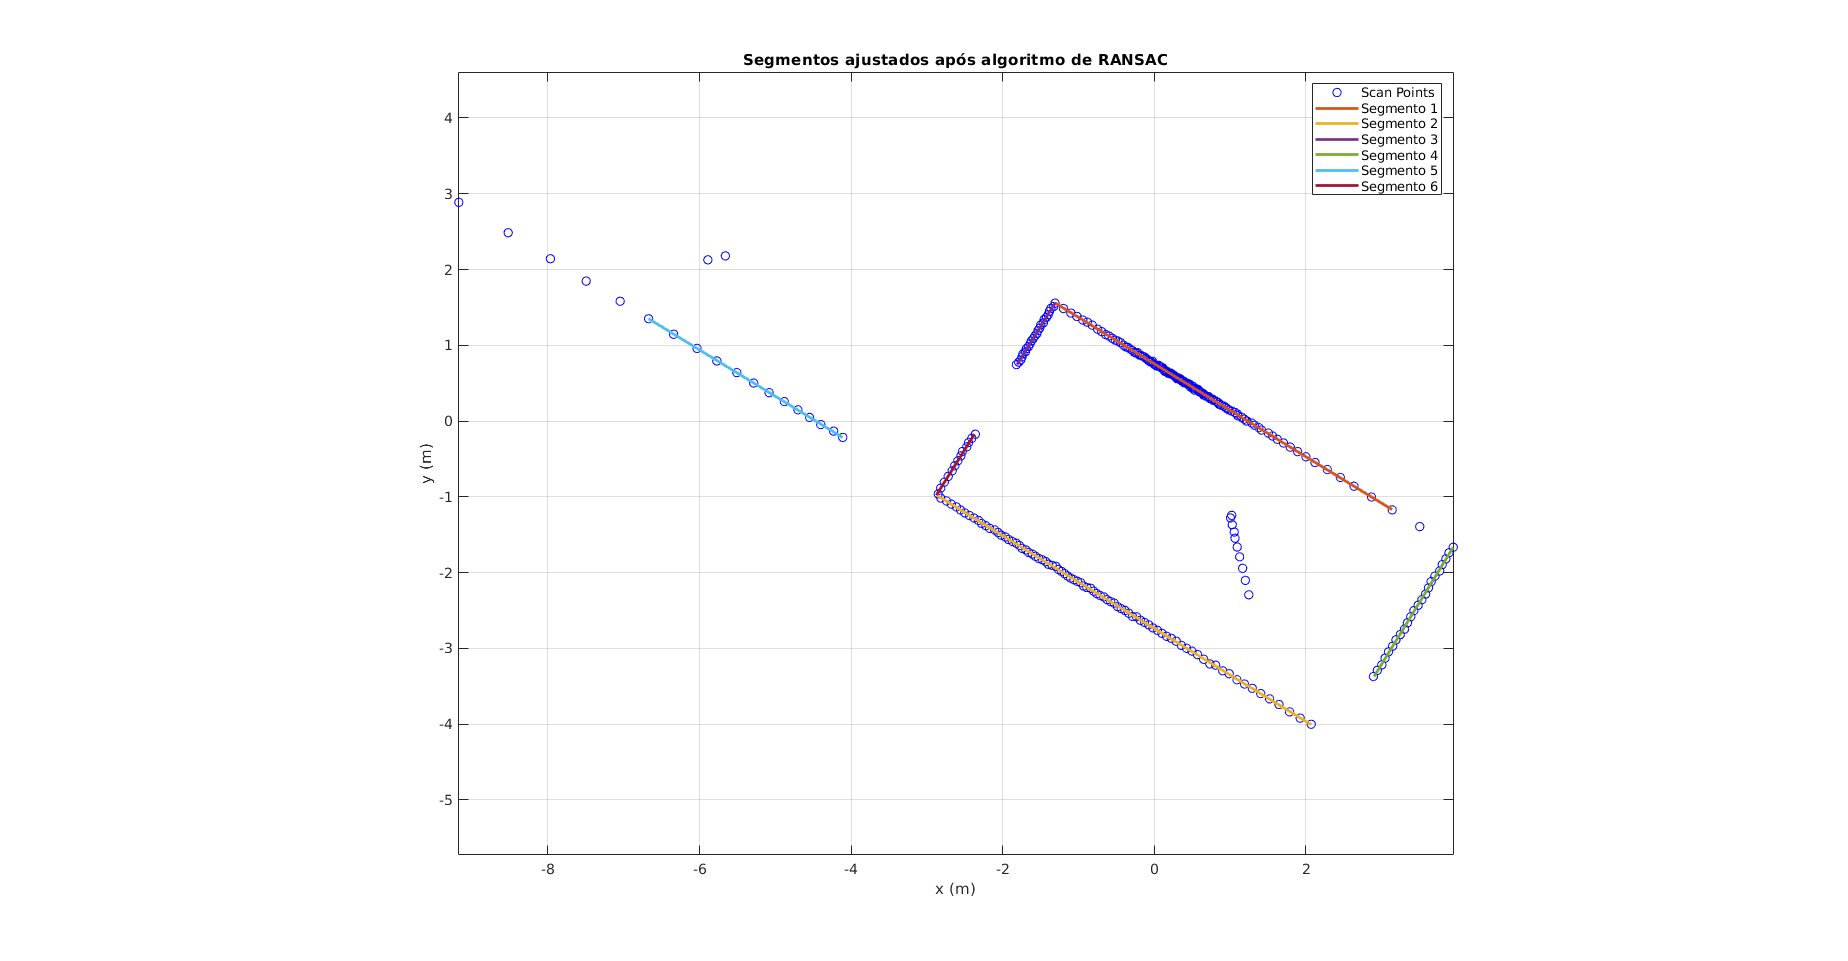 Segmentos ajustados após algoritmo de RANSAC
Scan Points
Segmento 1
Segmento 2
Segmento 3
Segmento 4
Segmento 5
Segmento 6
4
3
2
1
0
-1
-2
-3
-4
-5
y (m)
-8 -6 -4 -2 0 2
x (m)